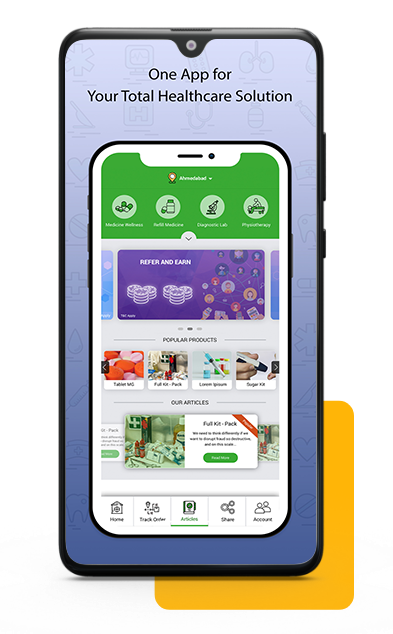 One App for
Your Total Healthcare Solution
Ahmedabad
Medicine Wellness
Refill Medicine
Diagnostic Lab
Physiotherapy
REFER AND EARN
T&C Apply
POPULAR PRODUCTS
Tablet MG
Full Kit - Pack
Lorem Ipsum
Sugar Kit
OUR ARTICLES
Kit - Pack
Full Kit - Pack
We need to think differently if we
want to disrupt fraud so destructive,
and on this scale...
Read More
Home
Track Order
Articles
Share
Account